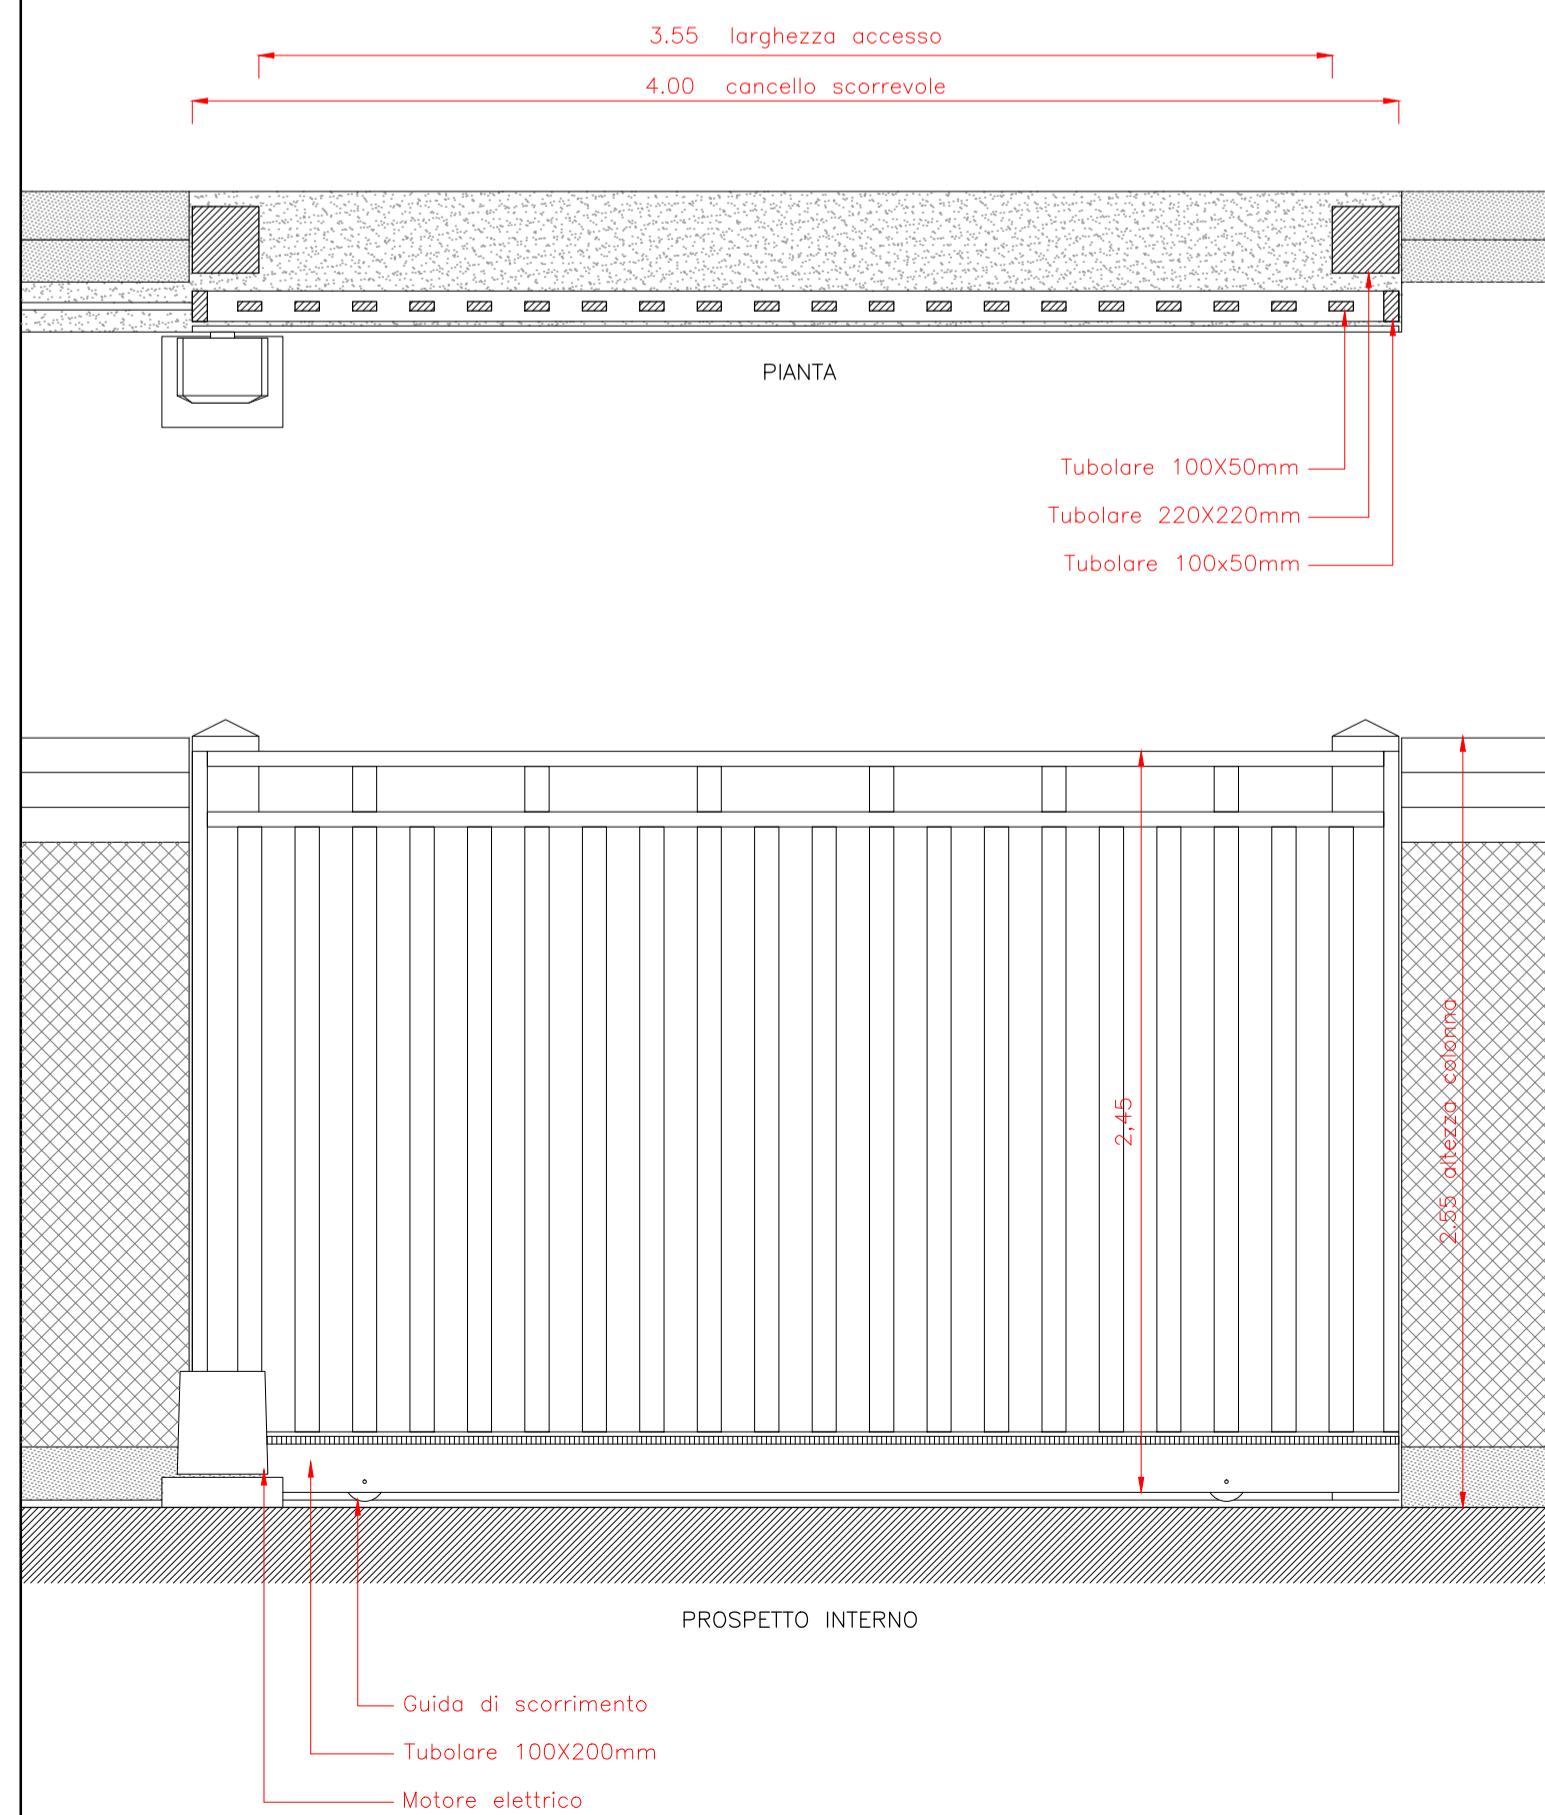 3.55 larghezza accesso
4.00 cancello scorrevole
PIANTA
Tubolare 100X50mm
Tubolare 220X220mm
Tubolare 100x50mm
2,45
2.55 altezza colonna
PROSPETTO INTERNO
Guida di scorrimento
Tubolare 100X200mm
Motore elettrico